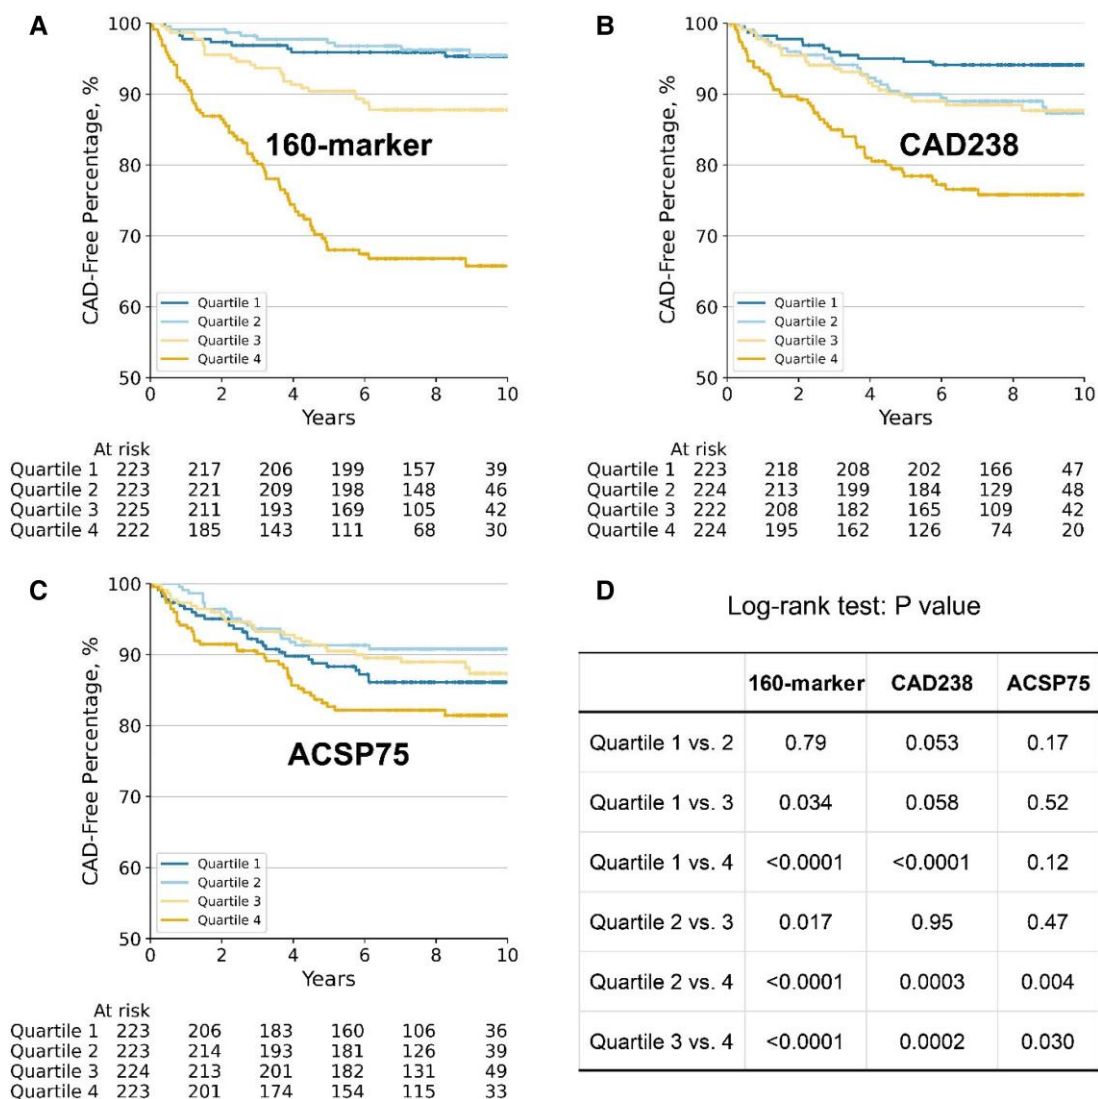 A
100
90
80
70
60
50
CAD-Free Percentage, %
160-marker
Quartile 1
Quartile 2
Quartile 3
Quartile 4
0 2 4 6 8 10
Years
At risk
Quartile 1 223 217 206 199 157 39
Quartile 2 223 221 209 198 148 46
Quartile 3 225 211 193 169 105 42
Quartile 4 222 185 143 111 68 30
B
100
90
80
70
60
50
CAD-Free Percentage, %
CAD238
Quartile 1
Quartile 2
Quartile 3
Quartile 4
0 2 4 6 8 10
Years
At risk
Quartile 1 223 218 208 202 166 47
Quartile 2 224 213 199 184 129 48
Quartile 3 222 208 182 165 109 42
Quartile 4 224 195 162 126 74 20
C
100
90
80
70
60
50
CAD-Free Percentage, %
ACSP75
Quartile 1
Quartile 2
Quartile 3
Quartile 4
0 2 4 6 8 10
Years
At risk
Quartile 1 223 206 183 160 106 36
Quartile 2 223 214 193 181 126 39
Quartile 3 224 213 201 182 131 49
Quartile 4 223 201 174 154 115 33
D
Log-rank test: P value
160-marker CAD238 ACSP75
Quartile 1 vs. 2 0.79 0.053 0.17
Quartile 1 vs. 3 0.034 0.058 0.52
Quartile 1 vs. 4 <0.0001 <0.0001 0.12
Quartile 2 vs. 3 0.017 0.95 0.47
Quartile 2 vs. 4 <0.0001 0.0003 0.004
Quartile 3 vs. 4 <0.0001 0.0002 0.030